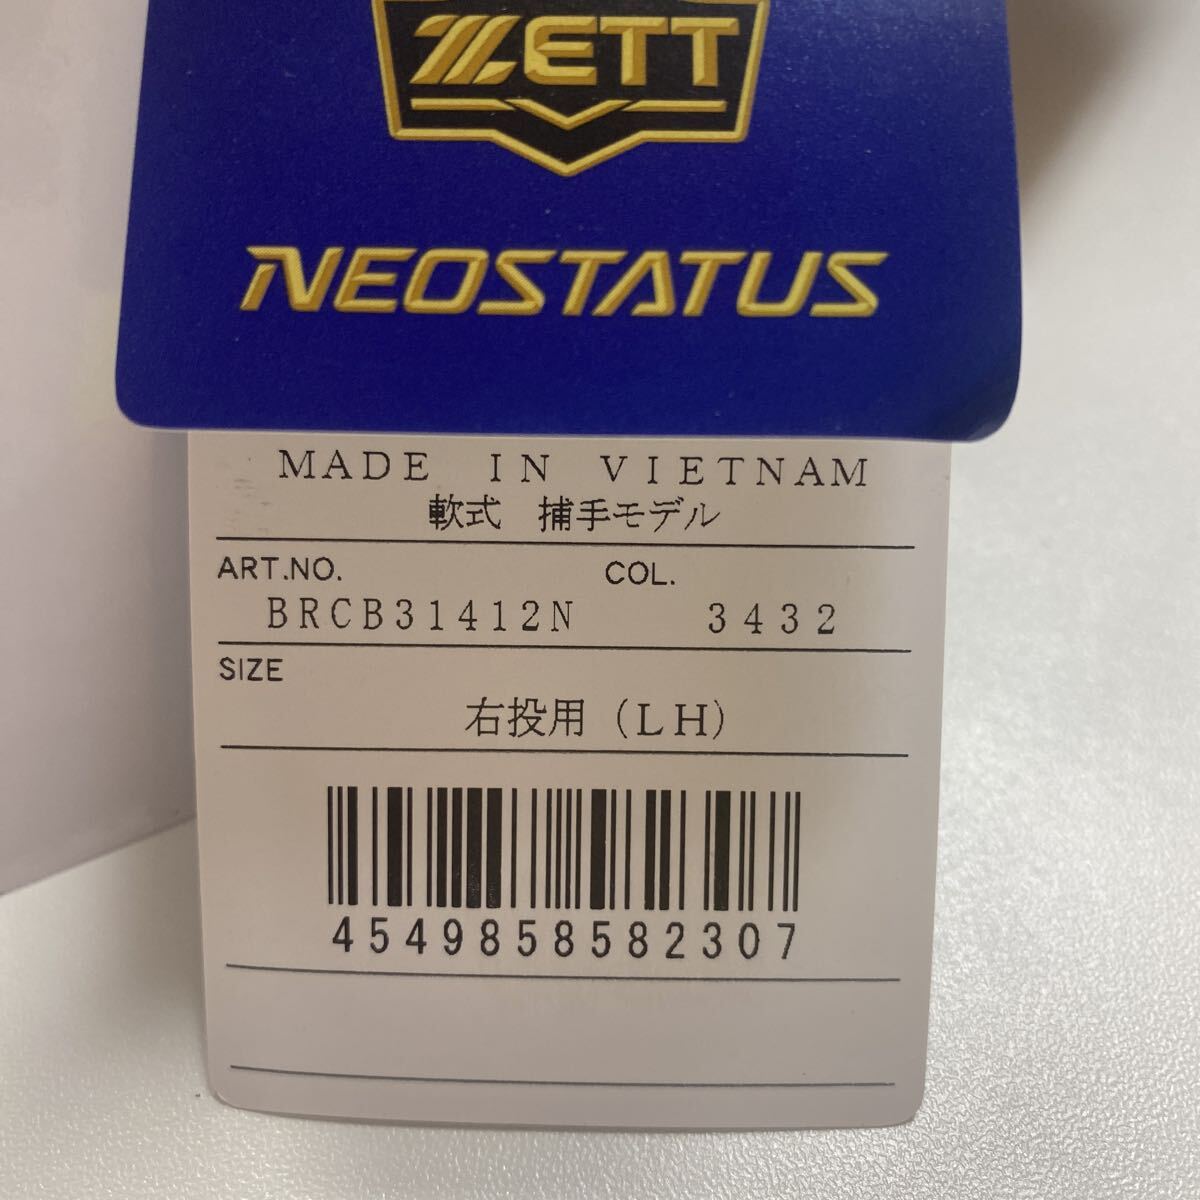 ZETT
NEOSTATUS
MADE IN VIETNAM
軟式 捕手モデル
ART.NO. COL.
BRCB31412N 3432
SIZE
右投用(LH)
4549858582307